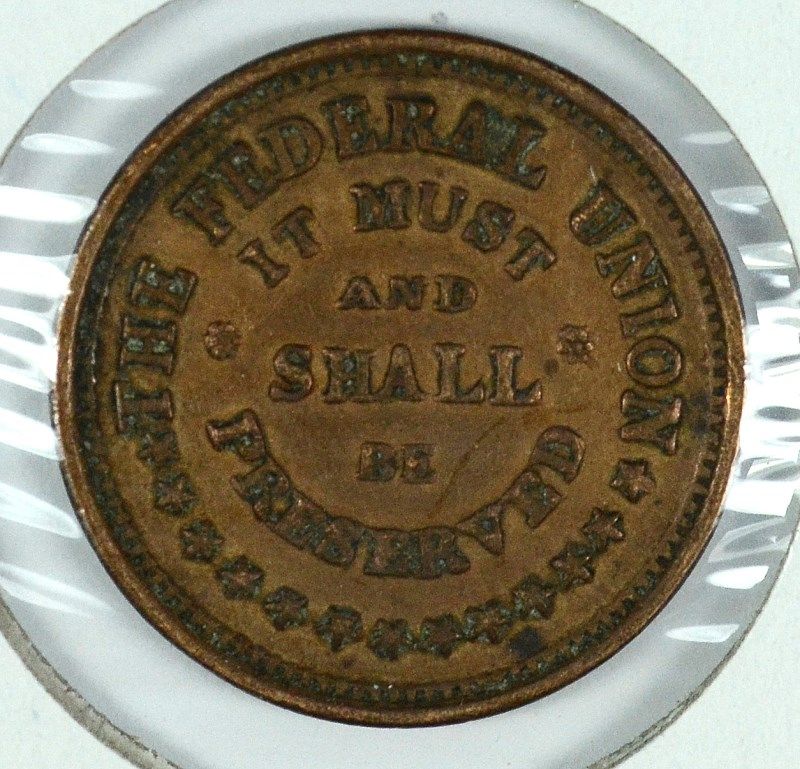 THE FEDERAL UNION
IT MUST
AND
SHALL
BE
PRESERVED